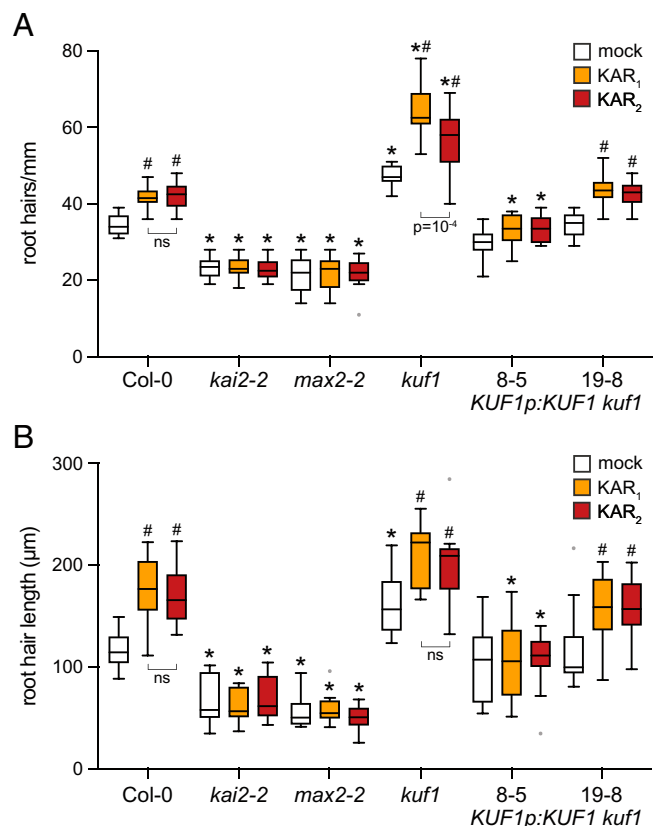 A
80
60
40
20
0
root hairs/mm
mock
KAR₁
KAR₂
# #
ns
* * *
* * *
* *# *#
p=10⁻⁴
* *
# #
Col-0 kai2-2 max2-2 kuf1 8-5 19-8
KUF1p:KUF1 kuf1
B
300
200
100
0
root hair length (µm)
mock
KAR₁
KAR₂
# #
ns
* * *
* * *
* # #
ns
* *
# #
Col-0 kai2-2 max2-2 kuf1 8-5 19-8
KUF1p:KUF1 kuf1